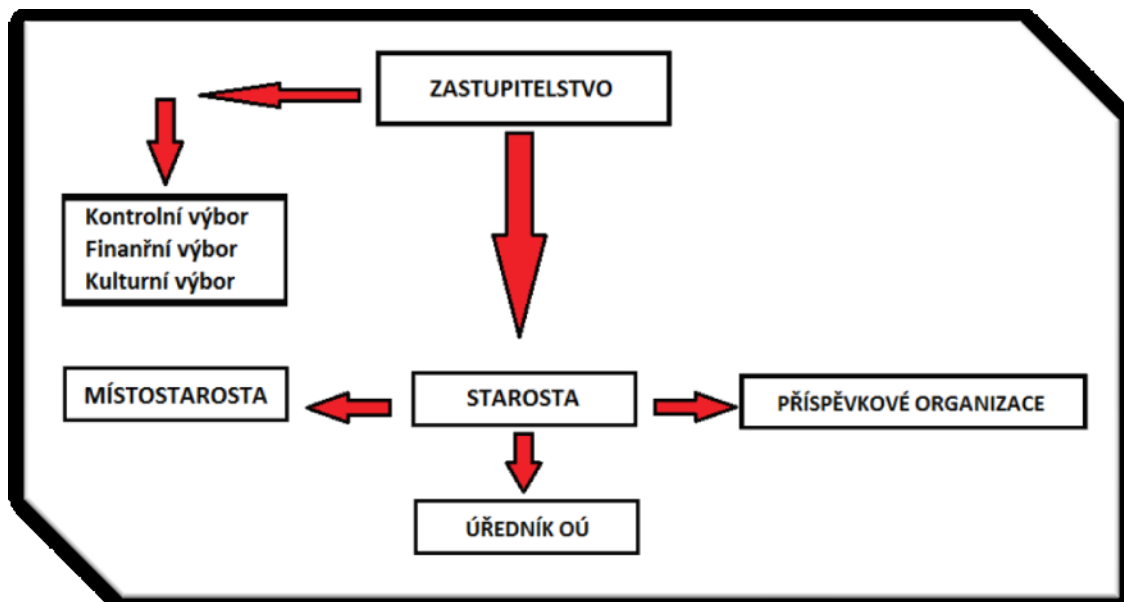 ZASTUPITELSTVO
Kontrolní výbor
Finanřní výbor
Kulturní výbor
MÍSTOSTAROSTA
STAROSTA
PŘÍSPĚVKOVÉ ORGANIZACE
ÚŘEDNÍK OÚ